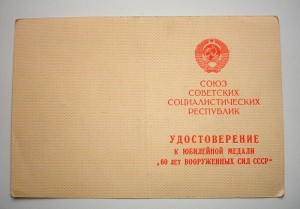 СОЮЗ
СОВЕТСКИХ
СОЦИАЛИСТИЧЕСКИХ
РЕСПУБЛИК
УДОСТОВЕРЕНИЕ
К ЮБИЛЕЙНОЙ МЕДАЛИ
„60 ЛЕТ ВООРУЖЕННЫХ СИЛ СССР“